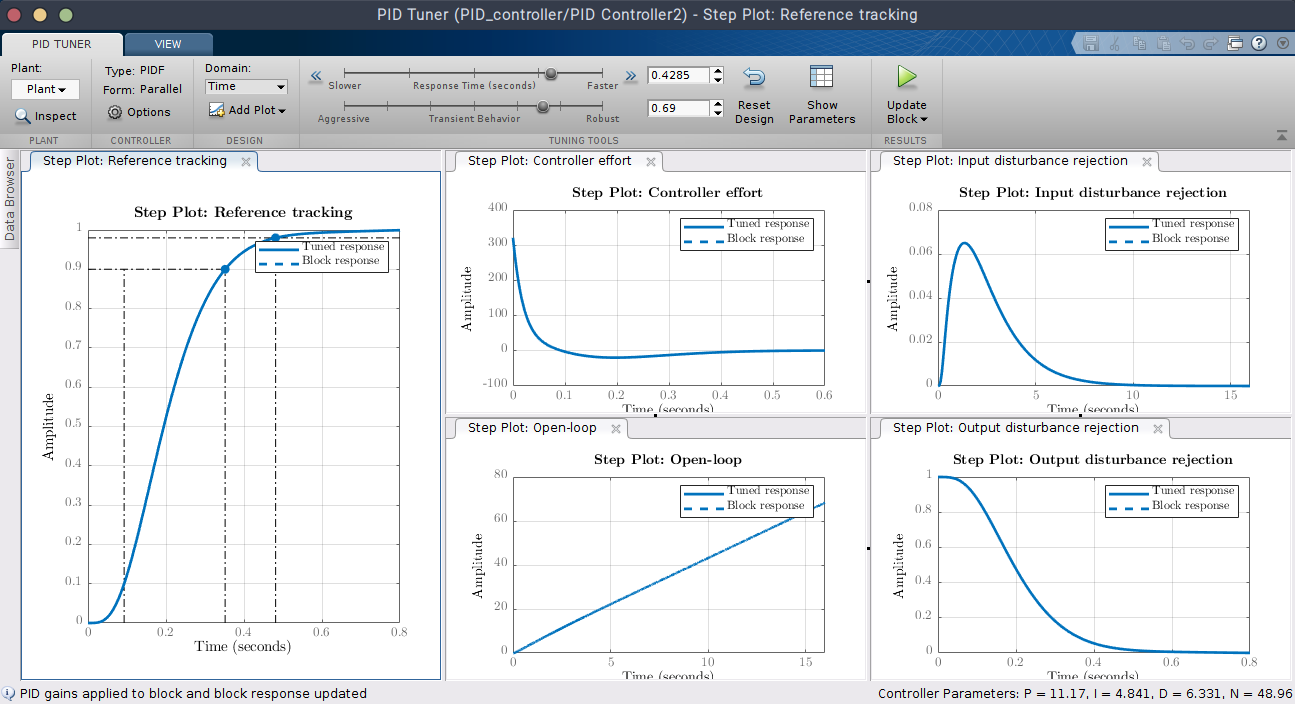 PID Tuner (PID_controller/PID Controller2) - Step Plot: Reference tracking
PID TUNER
VIEW
Plant:
Plant
Inspect
PLANT
Type: PIDF
Form: Parallel
Options
CONTROLLER
Domain:
Time
Add Plot
DESIGN
Slower
Response Time (seconds)
Faster
0.4285
Aggressive
Transient Behavior
Robust
0.69
Reset
Design
Show
Parameters
TUNING TOOLS
Update
Block
RESULTS
Data Browser
Step Plot: Reference tracking
Step Plot: Reference tracking
Tuned response
Block response
Amplitude
1
0.9
0.8
0.7
0.6
0.5
0.4
0.3
0.2
0.1
0
0 0.2 0.4 0.6 0.8
Time (seconds)
Step Plot: Controller effort
Step Plot: Controller effort
Tuned response
Block response
Amplitude
400
300
200
100
0
-100
0 0.1 0.2 0.3 0.4 0.5 0.6
Time (seconds)
Step Plot: Input disturbance rejection
Step Plot: Input disturbance rejection
Tuned response
Block response
Amplitude
0.08
0.06
0.04
0.02
0
0 5 10 15
Time (seconds)
Step Plot: Open-loop
Step Plot: Open-loop
Tuned response
Block response
Amplitude
80
60
40
20
0
0 5 10 15
Time (seconds)
Step Plot: Output disturbance rejection
Step Plot: Output disturbance rejection
Tuned response
Block response
Amplitude
1
0.8
0.6
0.4
0.2
0
0 0.2 0.4 0.6 0.8
Time (seconds)
PID gains applied to block and block response updated
Controller Parameters: P = 11.17, I = 4.841, D = 6.331, N = 48.96